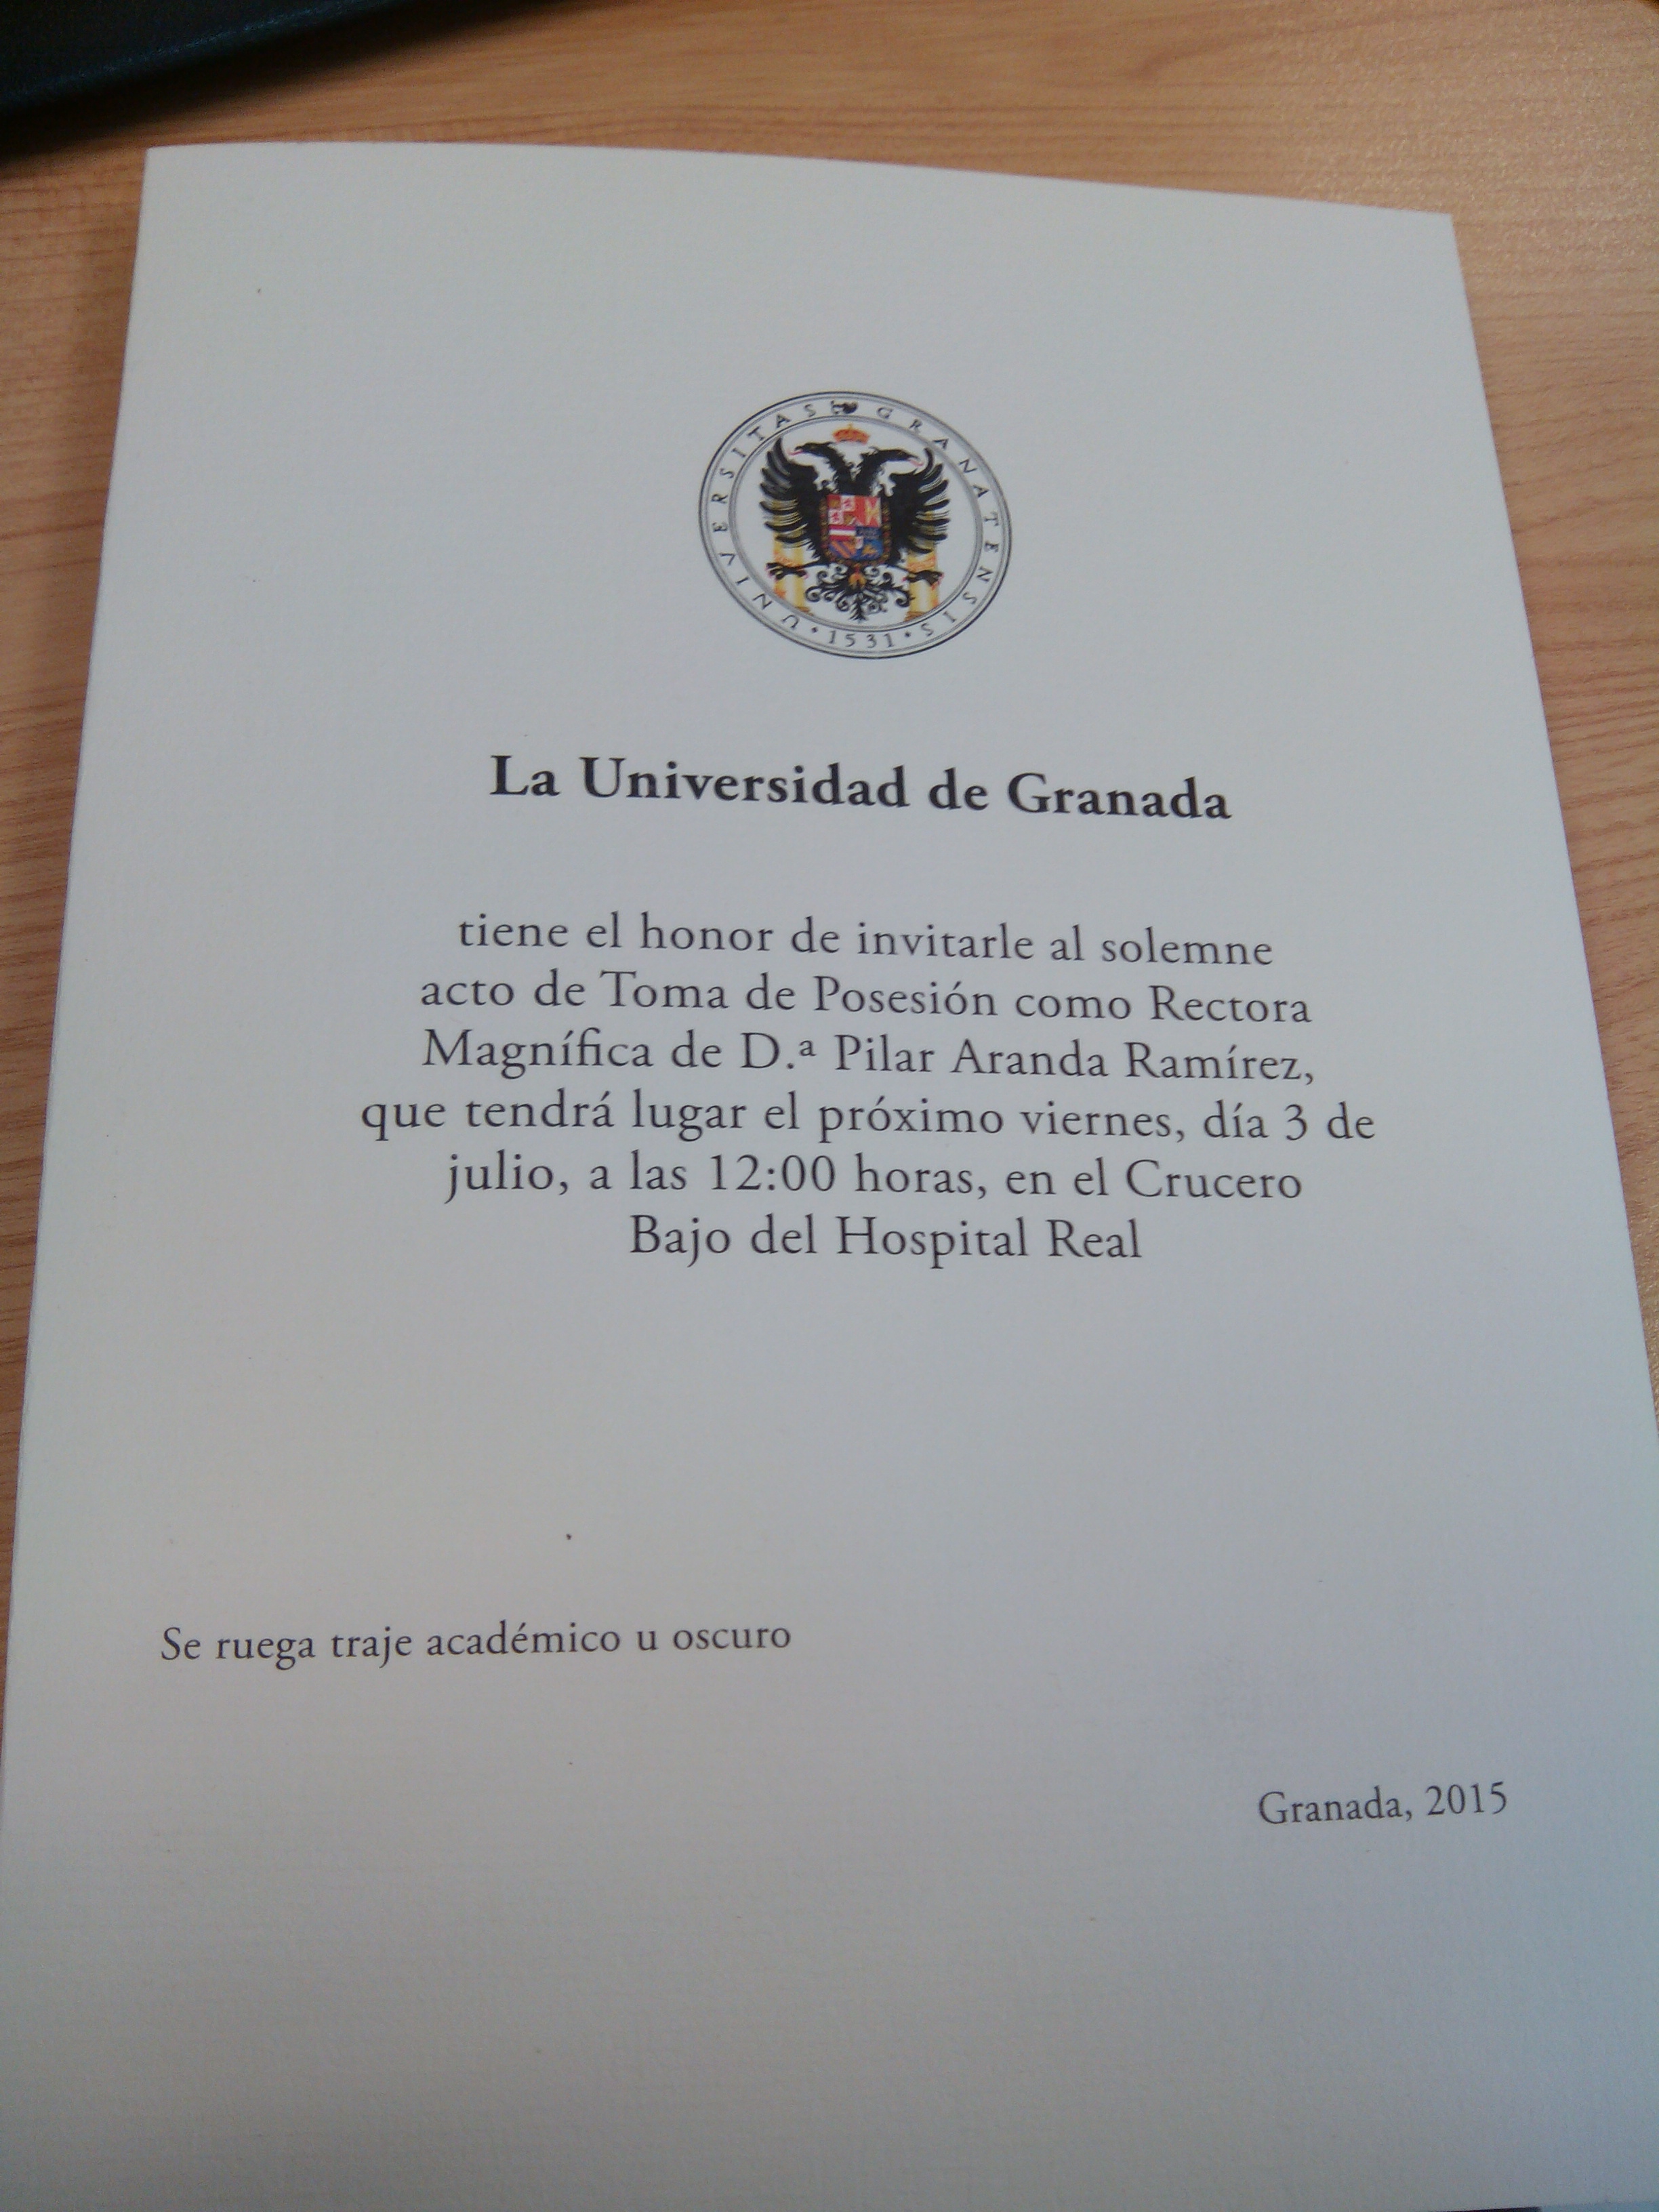 UNIVERSITAS GRANATENSIS
· 1531 ·
La Universidad de Granada
tiene el honor de invitarle al solemne
acto de Toma de Posesión como Rectora
Magnífica de D.ª Pilar Aranda Ramírez,
que tendrá lugar el próximo viernes, día 3 de
julio, a las 12:00 horas, en el Crucero
Bajo del Hospital Real
Se ruega traje académico u oscuro
Granada, 2015